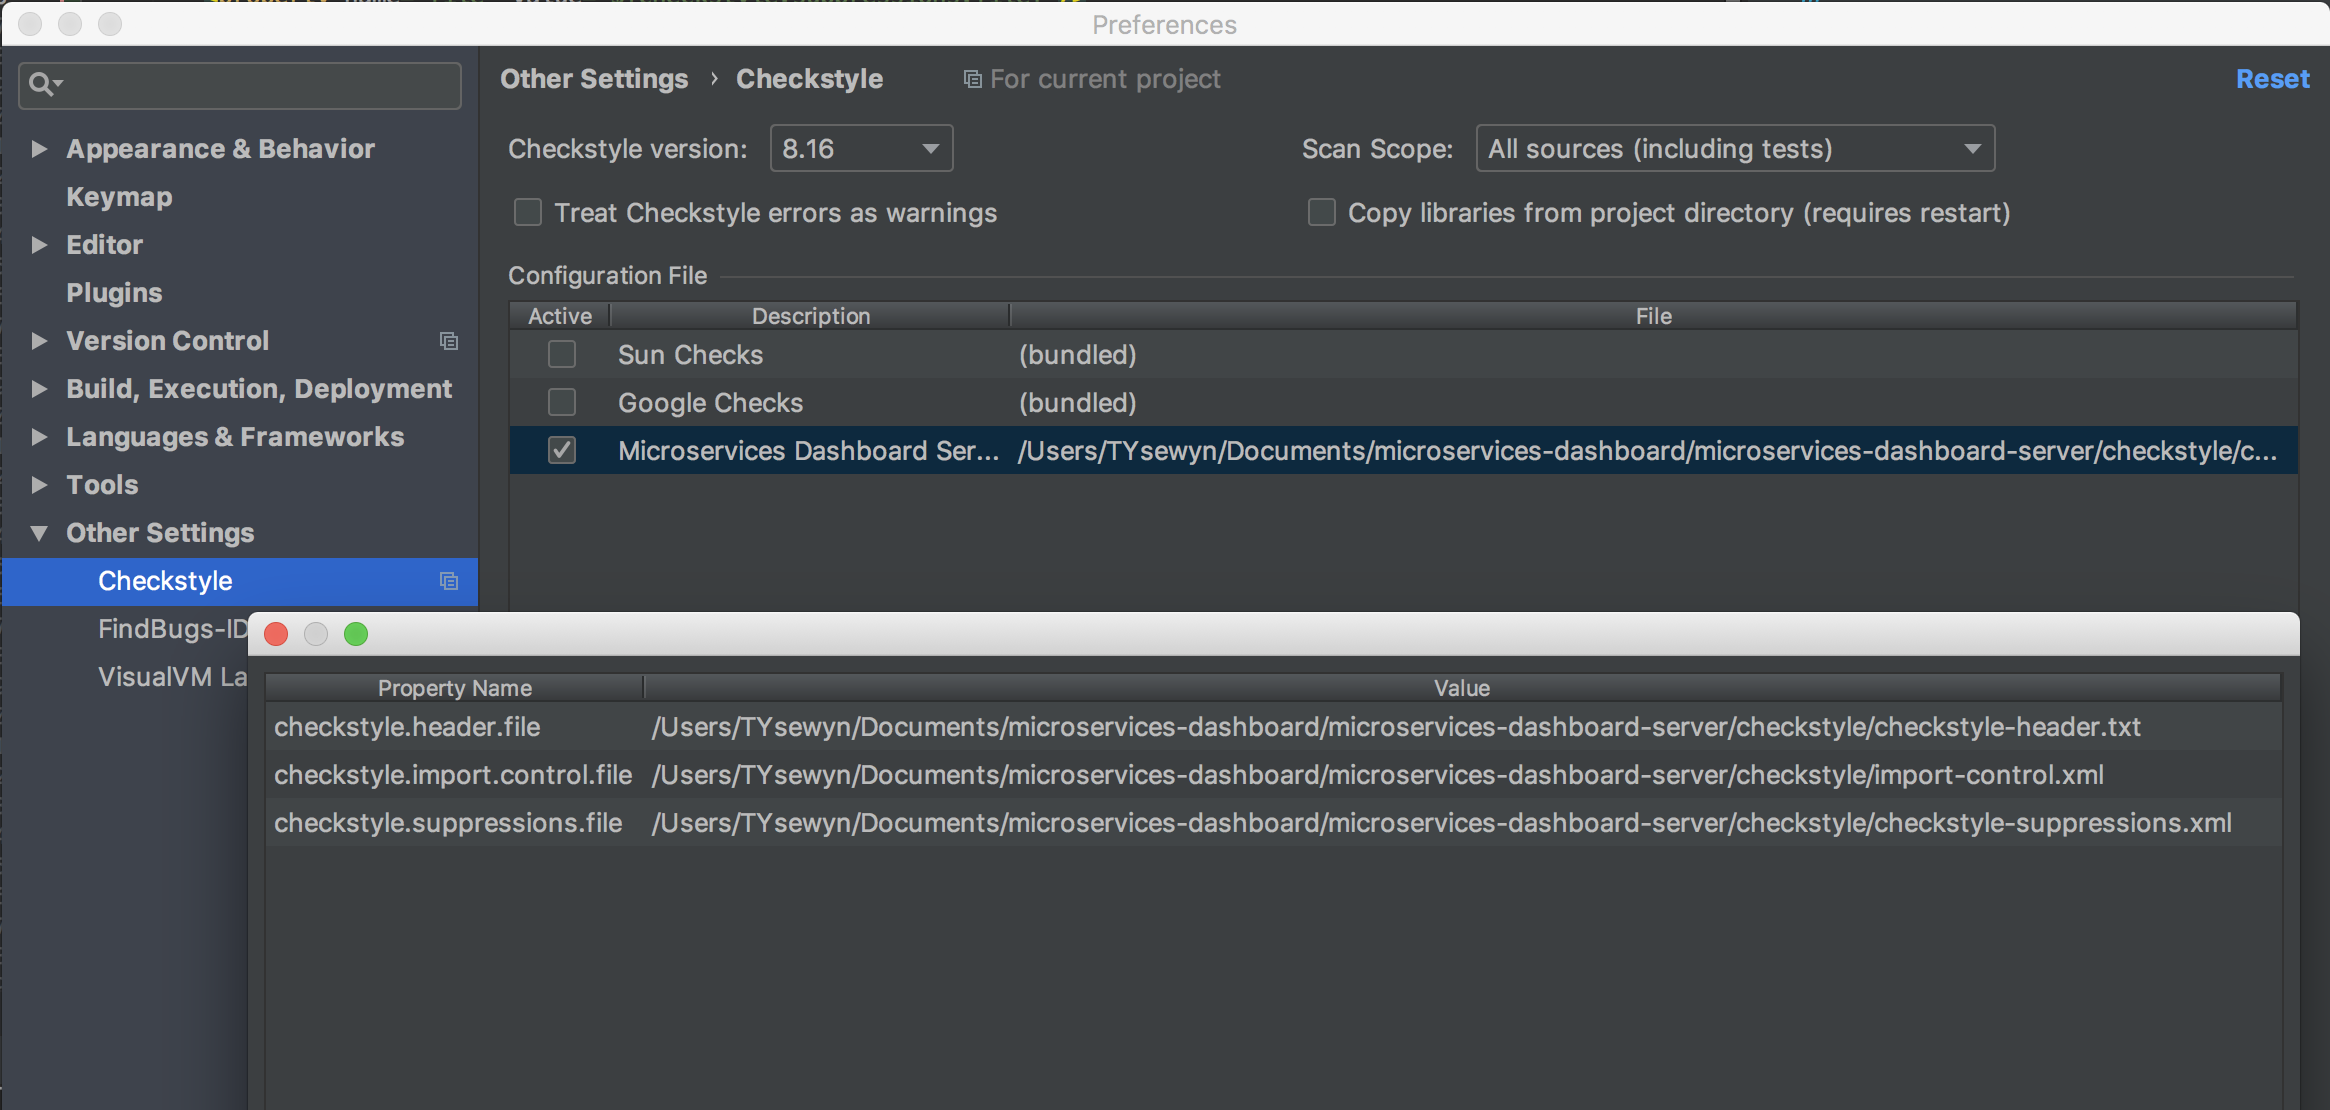 Preferences
Other Settings › Checkstyle For current project Reset
Appearance & Behavior
Keymap
Editor
Plugins
Version Control
Build, Execution, Deployment
Languages & Frameworks
Tools
Other Settings
Checkstyle
FindBugs-ID
VisualVM La
Checkstyle version: 8.16 Scan Scope: All sources (including tests)
Treat Checkstyle errors as warnings Copy libraries from project directory (requires restart)
Configuration File
Active Description File
Sun Checks (bundled)
Google Checks (bundled)
Microservices Dashboard Ser... /Users/TYsewyn/Documents/microservices-dashboard/microservices-dashboard-server/checkstyle/c...
Property Name Value
checkstyle.header.file /Users/TYsewyn/Documents/microservices-dashboard/microservices-dashboard-server/checkstyle/checkstyle-header.txt
checkstyle.import.control.file /Users/TYsewyn/Documents/microservices-dashboard/microservices-dashboard-server/checkstyle/import-control.xml
checkstyle.suppressions.file /Users/TYsewyn/Documents/microservices-dashboard/microservices-dashboard-server/checkstyle/checkstyle-suppressions.xml